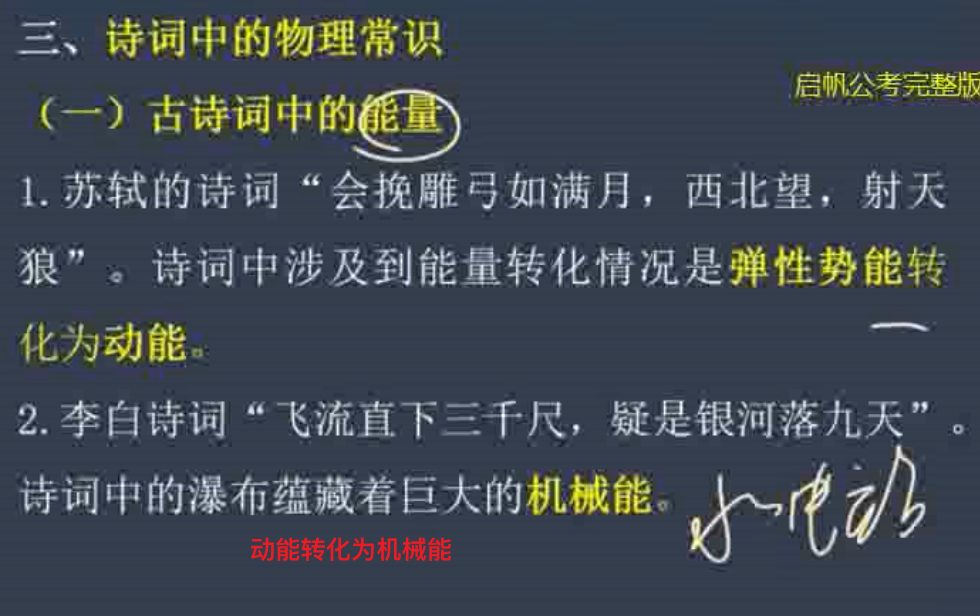 三、诗词中的物理常识
启帆公考完整版
（一）古诗词中的能量
1.苏轼的诗词“会挽雕弓如满月，西北望，射天
狼”。诗词中涉及到能量转化情况是弹性势能转
化为动能。
2.李白诗词“飞流直下三千尺，疑是银河落九天”。
诗词中的瀑布蕴藏着巨大的机械能。
动能转化为机械能